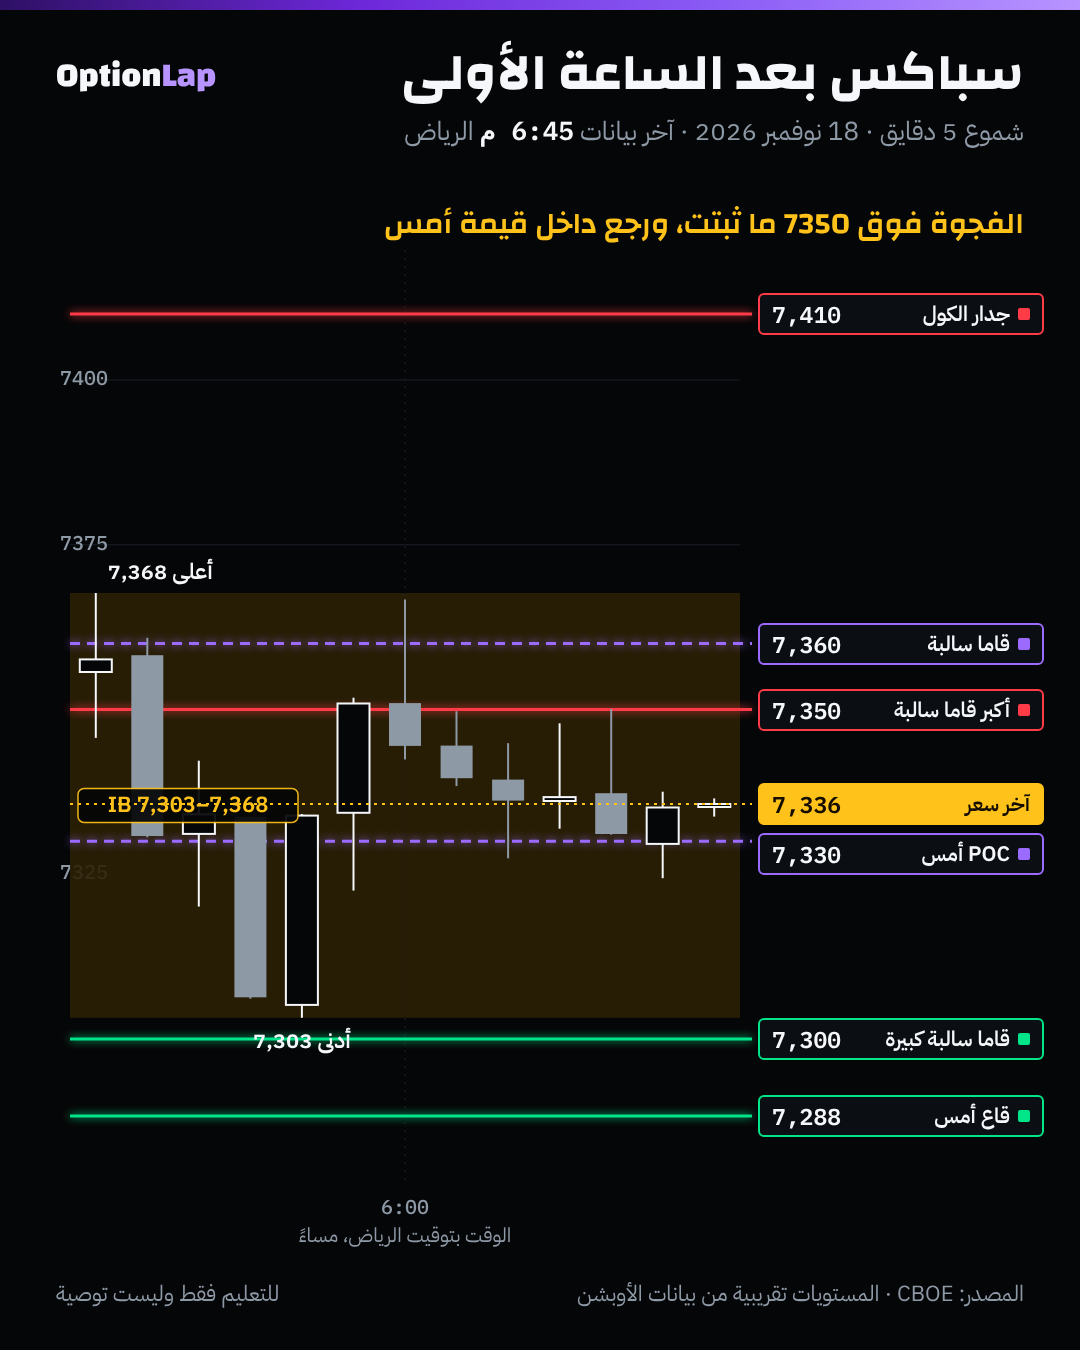 سباكس بعد الساعة الأولى
OptionLap
شموع 5 دقايق · 18 نوفمبر 2026 · آخر بيانات 6:45 م الرياض
الفجوة فوق 7350 ما ثبتت، ورجع داخل قيمة أمس
جدار الكول 7,410
7400
7375
أعلى 7,368
قاما سالبة 7,360
أكبر قاما سالبة 7,350
IB 7,303–7,368
آخر سعر 7,336
POC أمس 7,330
7325
أدنى 7,303
قاما سالبة كبيرة 7,300
قاع أمس 7,288
6:00
الوقت بتوقيت الرياض، مساءً
المصدر: CBOE · المستويات تقريبية من بيانات الأوبشن
للتعليم فقط وليست توصية